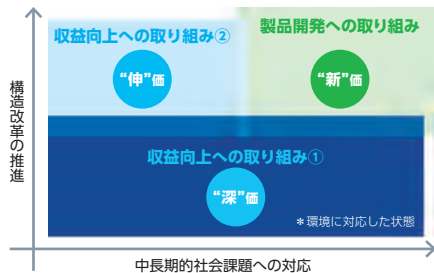 収益向上への取り組み②
製品開発への取り組み
“伸”価
“新”価
構造改革の推進
収益向上への取り組み①
“深”価
＊環境に対応した状態
中長期的社会課題への対応